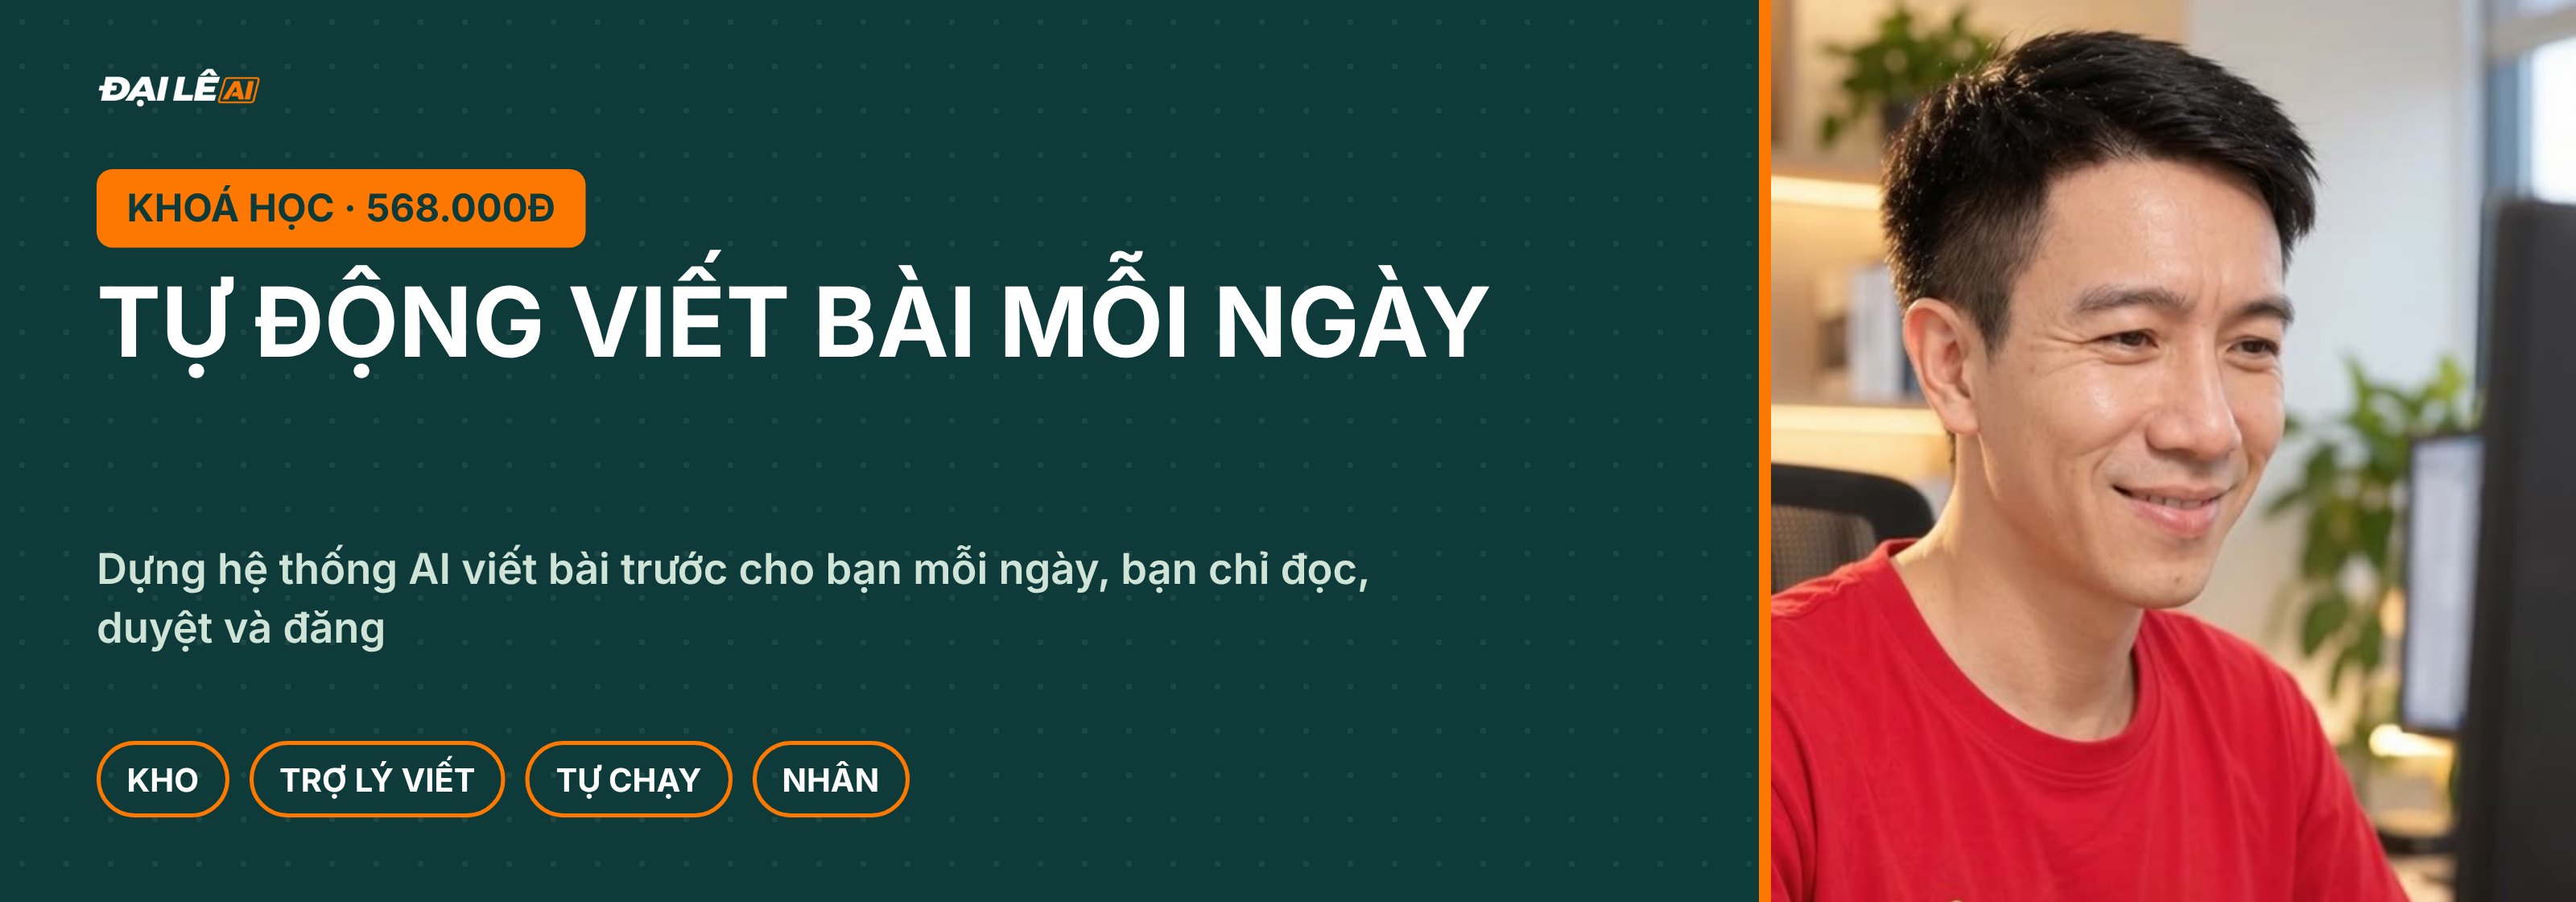 ĐẠI LÊ AI
KHOÁ HỌC · 568.000Đ
TỰ ĐỘNG VIẾT BÀI MỖI NGÀY
Dựng hệ thống AI viết bài trước cho bạn mỗi ngày, bạn chỉ đọc,
duyệt và đăng
KHO
TRỢ LÝ VIẾT
TỰ CHẠY
NHÂN